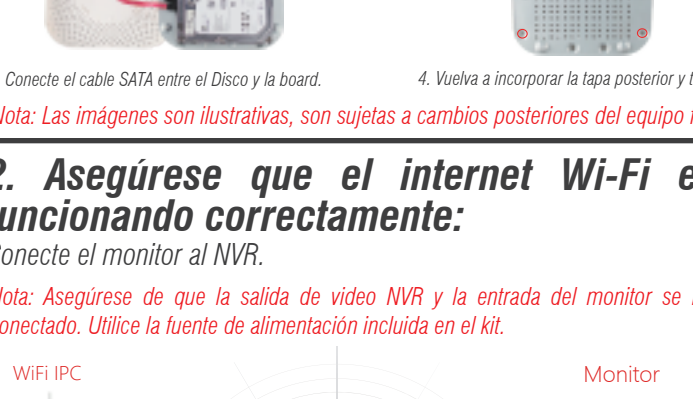 Conecte el cable SATA entre el Disco y la board.
4. Vuelva a incorporar la tapa posterior y
Las imágenes son ilustrativas, son sujetas a cambios posteriores del equipo
2. Asegúrese que el internet Wi-Fi
funcionando correctamente:
Conecte el monitor al NVR.
Nota: Asegúrese de que la salida de video NVR y la entrada del monitor se
conectado. Utilice la fuente de alimentación incluida en el kit.
WiFi IPC
Monitor